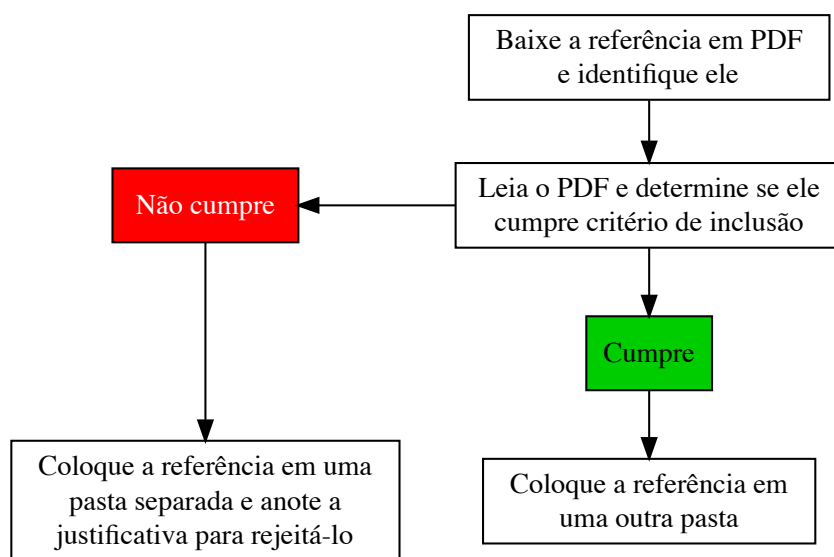 Baixe a referência em PDF
e identifique ele
Leia o PDF e determine se ele
cumpre critério de inclusão
Não cumpre
Cumpre
Coloque a referência em uma
pasta separada e anote a
justificativa para rejeitá-lo
Coloque a referência em
uma outra pasta